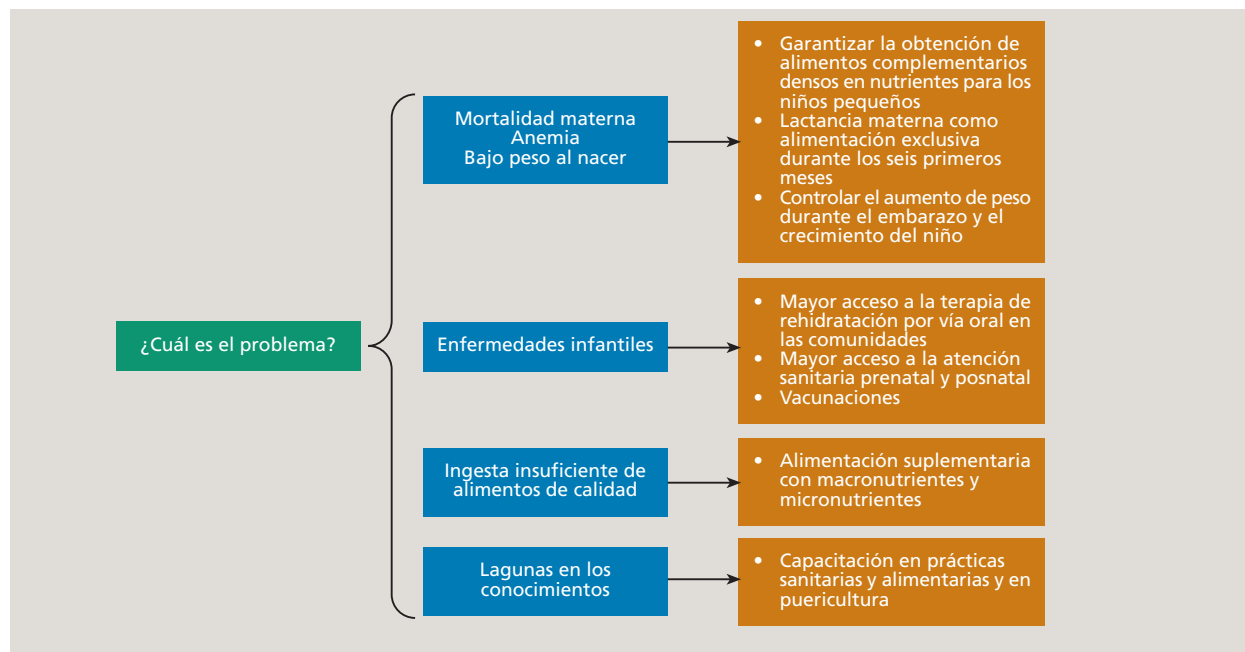 ¿Cuál es el problema?
Mortalidad materna
Anemia
Bajo peso al nacer
• Garantizar la obtención de
alimentos complementarios
densos en nutrientes para los
niños pequeños
• Lactancia materna como
alimentación exclusiva
durante los seis primeros
meses
• Controlar el aumento de peso
durante el embarazo y el
crecimiento del niño
Enfermedades infantiles
• Mayor acceso a la terapia de
rehidratación por vía oral en
las comunidades
• Mayor acceso a la atención
sanitaria prenatal y posnatal
• Vacunaciones
Ingesta insuficiente de
alimentos de calidad
• Alimentación suplementaria
con macronutrientes y
micronutrientes
Lagunas en los
conocimientos
• Capacitación en prácticas
sanitarias y alimentarias y en
puericultura